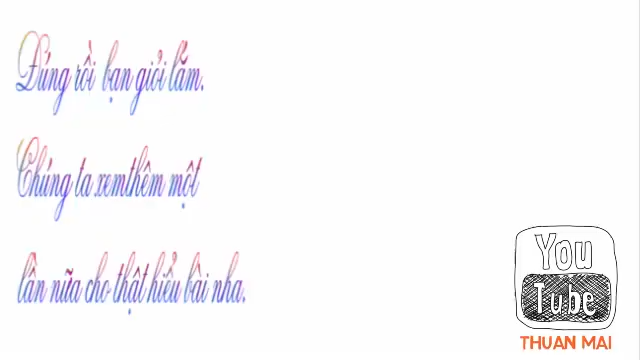 Đúng rồi bạn giỏi lắm.
Chúng ta xemthêm một
lần nữa cho thật hiểu bài nha.
You
Tube
THUAN MAI